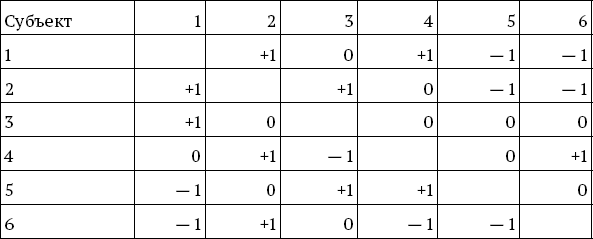 Субъект 1 2 3 4 5 6
1 +1 0 +1 — 1 — 1
2 +1 +1 0 — 1 — 1
3 +1 0 0 0 0
4 0 +1 — 1 0 +1
5 — 1 0 +1 +1 0
6 — 1 +1 0 — 1 — 1